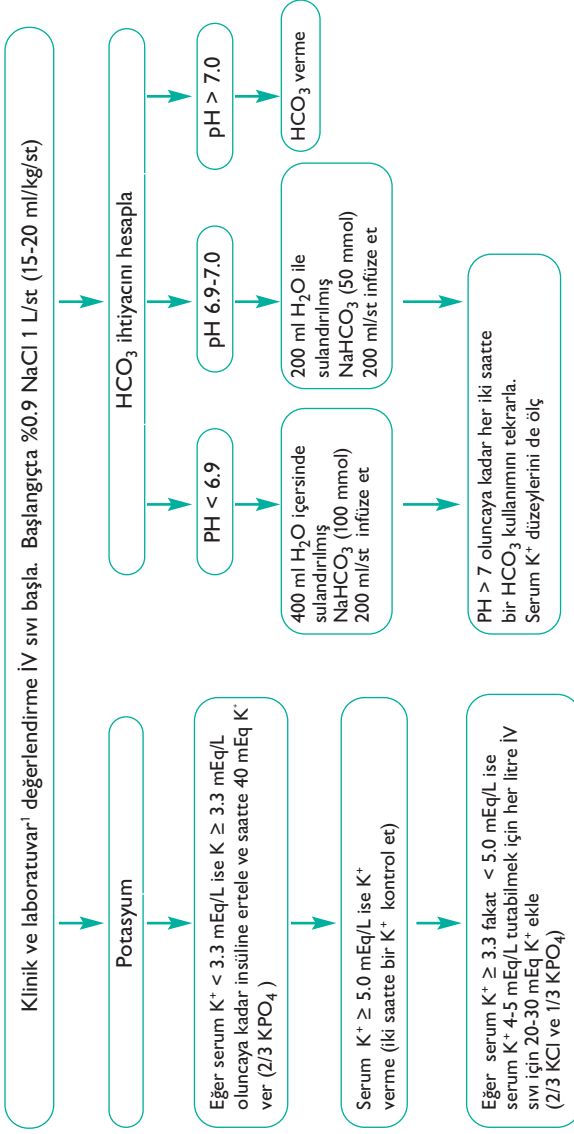 Klinik ve laboratuvar¹ değerlendirme İV sıvı başla. Başlangıçta %0.9 NaCl 1 L/st (15-20 ml/kg/st)
Potasyum
Eğer serum K⁺ < 3.3 mEq/L ise K ≥ 3.3 mEq/L
oluncaya kadar insüline ertele ve saatte 40 mEq K⁺
ver (2/3 KPO₄ )
Serum K⁺ ≥ 5.0 mEq/L ise K⁺
verme (iki saatte bir K⁺ kontrol et)
Eğer serum K⁺ ≥ 3.3 fakat < 5.0 mEq/L ise
serum K⁺ 4-5 mEq/L tutabilmek için her litre İV
sıvı için 20-30 mEq K⁺ ekle
(2/3 KCl ve 1/3 KPO₄)
HCO₃ ihtiyacını hesapla
PH < 6.9
400 ml H₂O içersinde
sulandırılmış
NaHCO₃ (100 mmol)
200 ml/st infüze et
pH 6.9-7.0
200 ml H₂O ile
sulandırılmış
NaHCO₃ (50 mmol)
200 ml/st infüze et
pH > 7.0
HCO₃ verme
PH > 7 oluncaya kadar her iki saatte
bir HCO₃ kullanımını tekrarla.
Serum K⁺ düzeylerini de ölç